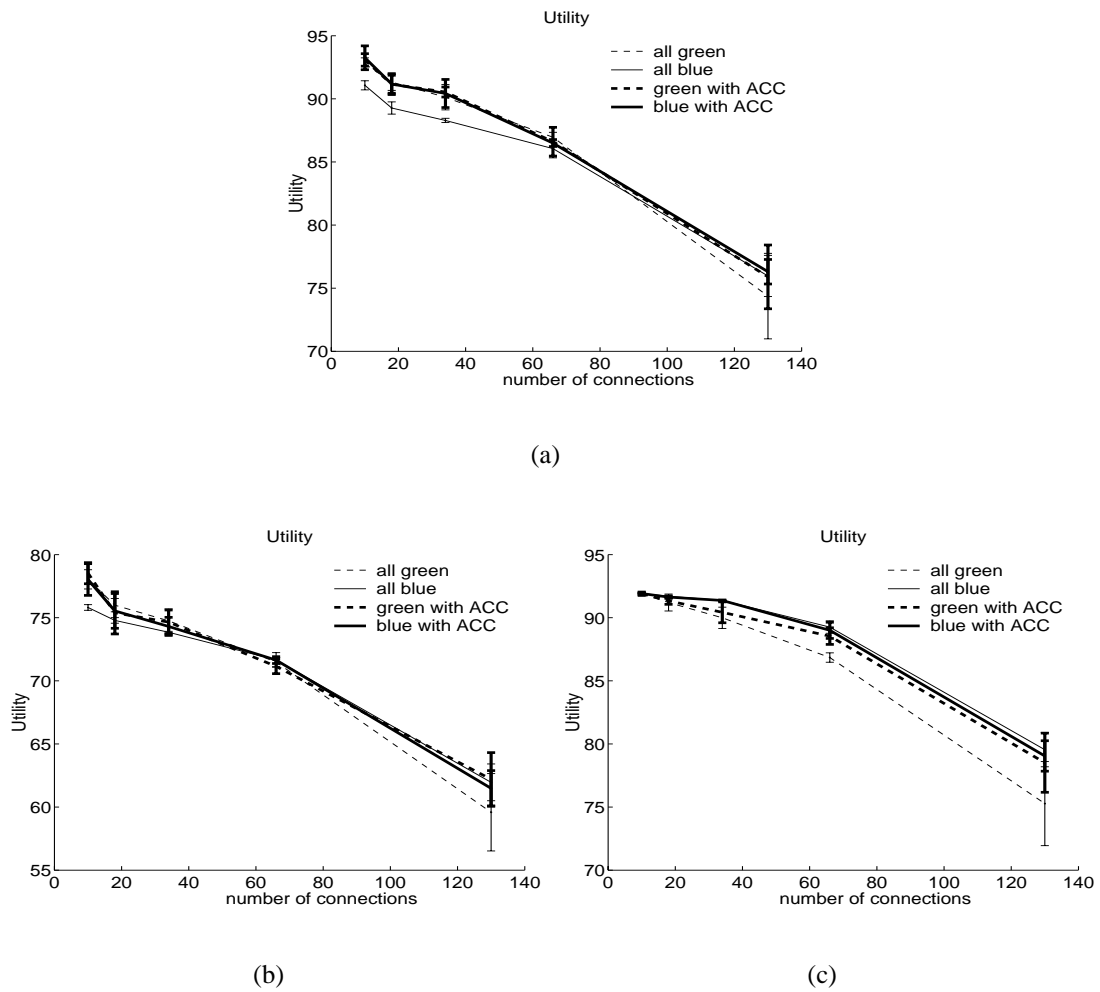 Utility
95
90
85
80
75
70
Utility
all green
all blue
green with ACC
blue with ACC
0 20 40 60 80 100 120 140
number of connections
(a)
Utility
80
75
70
65
60
55
Utility
all green
all blue
green with ACC
blue with ACC
0 20 40 60 80 100 120 140
number of connections
(b)
Utility
95
90
85
80
75
70
Utility
all green
all blue
green with ACC
blue with ACC
0 20 40 60 80 100 120 140
number of connections
(c)